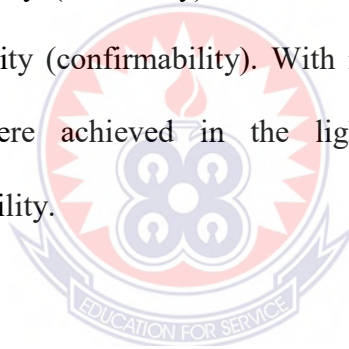 ity (confirmability). With
ere achieved in the lig
ility.
EDUCATION FOR SERVICE